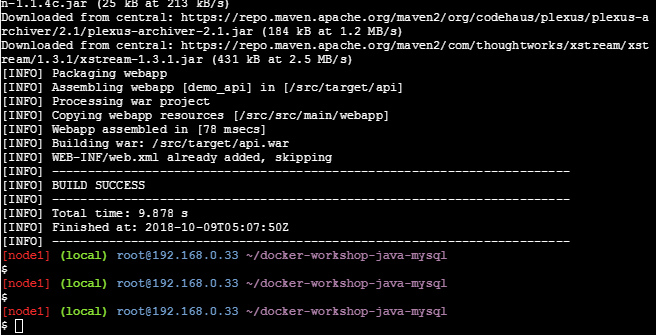 n-1.1.4c.jar (25 kB at 213 kB/s)
Downloaded from central: https://repo.maven.apache.org/maven2/org/codehaus/plexus/plexus-a
rchiver/2.1/plexus-archiver-2.1.jar (184 kB at 1.2 MB/s)
Downloaded from central: https://repo.maven.apache.org/maven2/com/thoughtworks/xstream/xst
ream/1.3.1/xstream-1.3.1.jar (431 kB at 2.5 MB/s)
[INFO] Packaging webapp
[INFO] Assembling webapp [demo_api] in [/src/target/api]
[INFO] Processing war project
[INFO] Copying webapp resources [/src/src/main/webapp]
[INFO] Webapp assembled in [78 msecs]
[INFO] Building war: /src/target/api.war
[INFO] WEB-INF/web.xml already added, skipping
[INFO] ------------------------------------------------------------------------
[INFO] BUILD SUCCESS
[INFO] ------------------------------------------------------------------------
[INFO] Total time: 9.878 s
[INFO] Finished at: 2018-10-09T05:07:50Z
[INFO] ------------------------------------------------------------------------
[node1] (local) root@192.168.0.33 ~/docker-workshop-java-mysql
$
[node1] (local) root@192.168.0.33 ~/docker-workshop-java-mysql
$
[node1] (local) root@192.168.0.33 ~/docker-workshop-java-mysql
$